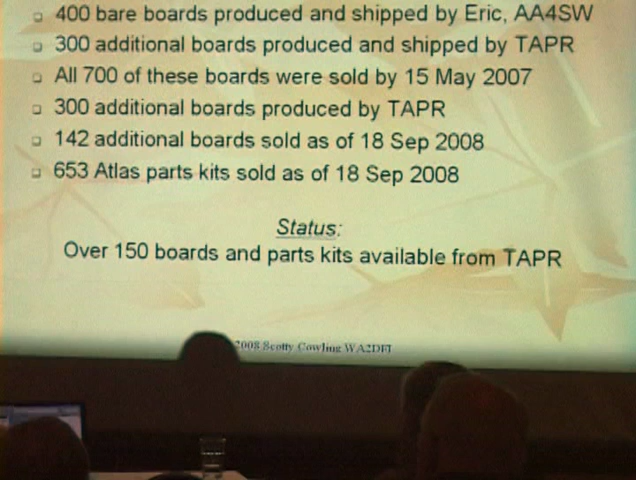 400 bare boards produced and shipped by Eric, AA4SW
300 additional boards produced and shipped by TAPR
All 700 of these boards were sold by 15 May 2007
300 additional boards produced by TAPR
142 additional boards sold as of 18 Sep 2008
653 Atlas parts kits sold as of 18 Sep 2008
Status:
Over 150 boards and parts kits available from TAPR
2008 Scotty Cowling WA2DFI